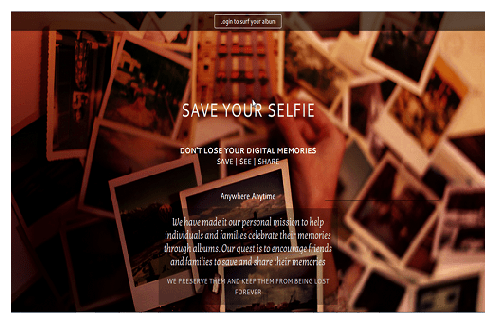 Login to surf your album
SAVE YOUR SELFIE
DON'T LOSE YOUR DIGITAL MEMORIES
SAVE | SEE | SHARE
Anywhere Anytime
We have made it our personal mission to help
individuals and families celebrate their memories
through albums. Our quest is to encourage friends
and families to save and share their memories
WE PRESERVE THEM AND KEEP THEM FROM BEING LOST
FOREVER